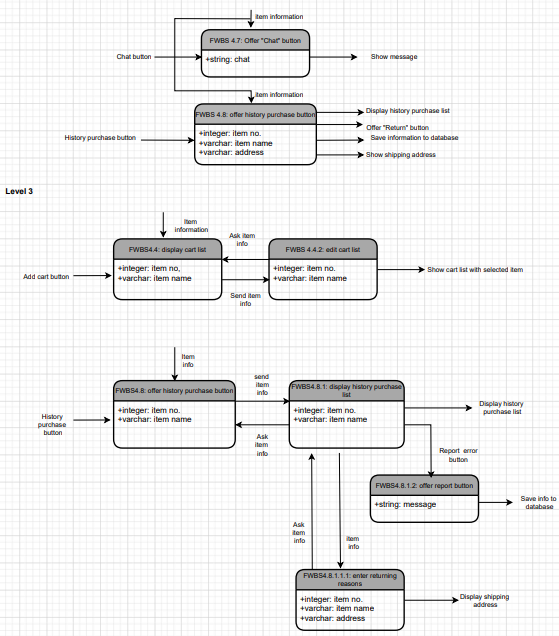 item information
FWBS 4.7: Offer "Chat" button
Chat button
+string: chat
Show message
item information
FWBS 4.8: offer history purchase button
Display history purchase list
Offer "Return" button
History purchase button
+integer: item no.
+varchar: item name
+varchar: address
Save information to database
Show shipping address
Level 3
Item
information
Ask item
info
FWBS4.4: display cart list
FWBS 4.4.2: edit cart list
Add cart button
+integer: item no,
+varchar: item name
+integer: item no.
+varchar: item name
Show cart list with selected item
Send item
info
Item
info
send
item
info
FWBS4.8: offer history purchase button
FWBS4.8.1: display history purchase
list
History
purchase
button
+integer: item no.
+varchar: item name
+integer: item no.
+varchar: item name
Display history
purchase list
Ask
item
info
Report error
button
FWBS4.8.1.2: offer report button
+string: message
Save info to
database
Ask
item
info
item
info
FWBS4.8.1.1.1: enter returning
reasons
+integer: item no.
+varchar: item name
+varchar: address
Display shipping
address